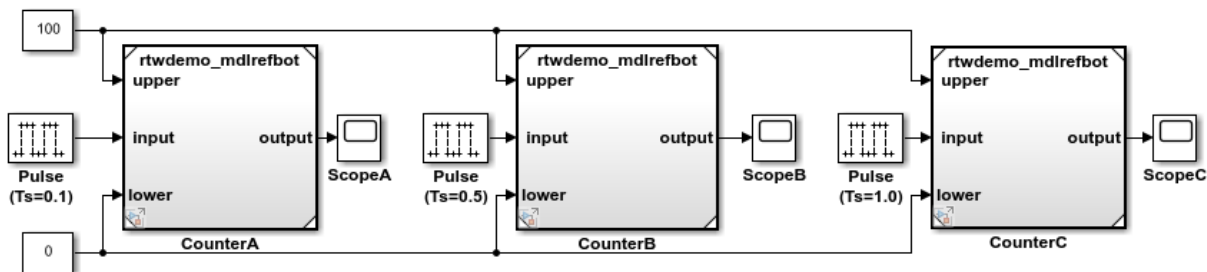 100
rtwdemo_mdlrefbot
upper
input
output
lower
CounterA
Pulse
(Ts=0.1)
ScopeA
rtwdemo_mdlrefbot
upper
input
output
lower
CounterB
Pulse
(Ts=0.5)
ScopeB
rtwdemo_mdlrefbot
upper
input
output
lower
CounterC
Pulse
(Ts=1.0)
ScopeC
0